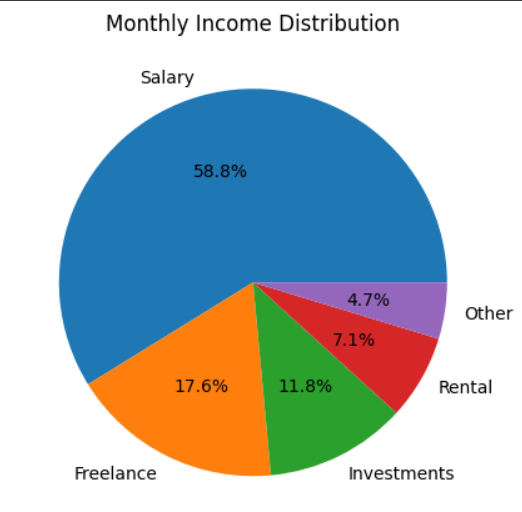 Monthly Income Distribution
Salary
58.8%
4.7%
Other
7.1%
Rental
17.6%
11.8%
Freelance
Investments